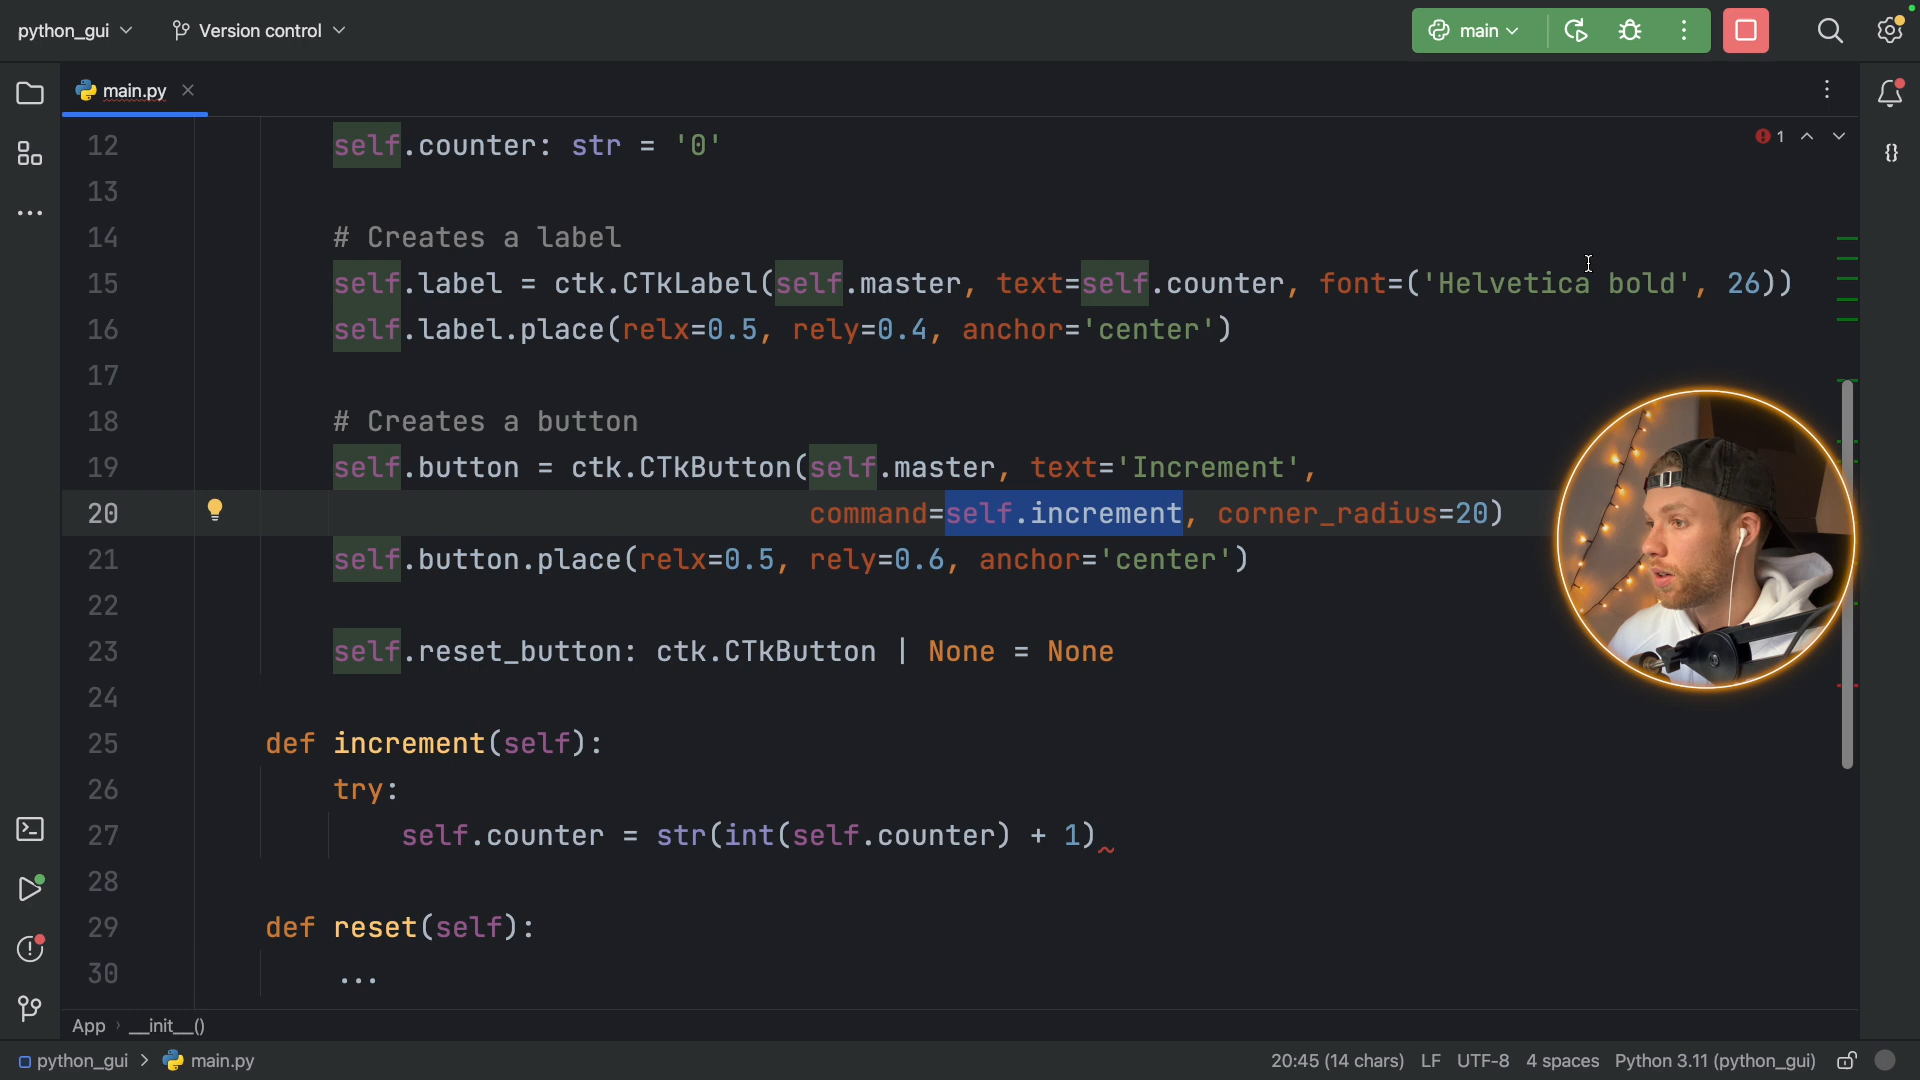 python_gui Version control main
main.py
12 self.counter: str = '0'
1
13
14 # Creates a label
15 self.label = ctk.CTkLabel(self.master, text=self.counter, font=('Helvetica bold', 26))
16 self.label.place(relx=0.5, rely=0.4, anchor='center')
17
18 # Creates a button
19 self.button = ctk.CTkButton(self.master, text='Increment',
20 command=self.increment, corner_radius=20)
21 self.button.place(relx=0.5, rely=0.6, anchor='center')
22
23 self.reset_button: ctk.CTkButton | None = None
24
25 def increment(self):
26 try:
27 self.counter = str(int(self.counter) + 1)
28
29 def reset(self):
30 ...
App › __init__()
python_gui > main.py 20:45 (14 chars) LF UTF-8 4 spaces Python 3.11 (python_gui)